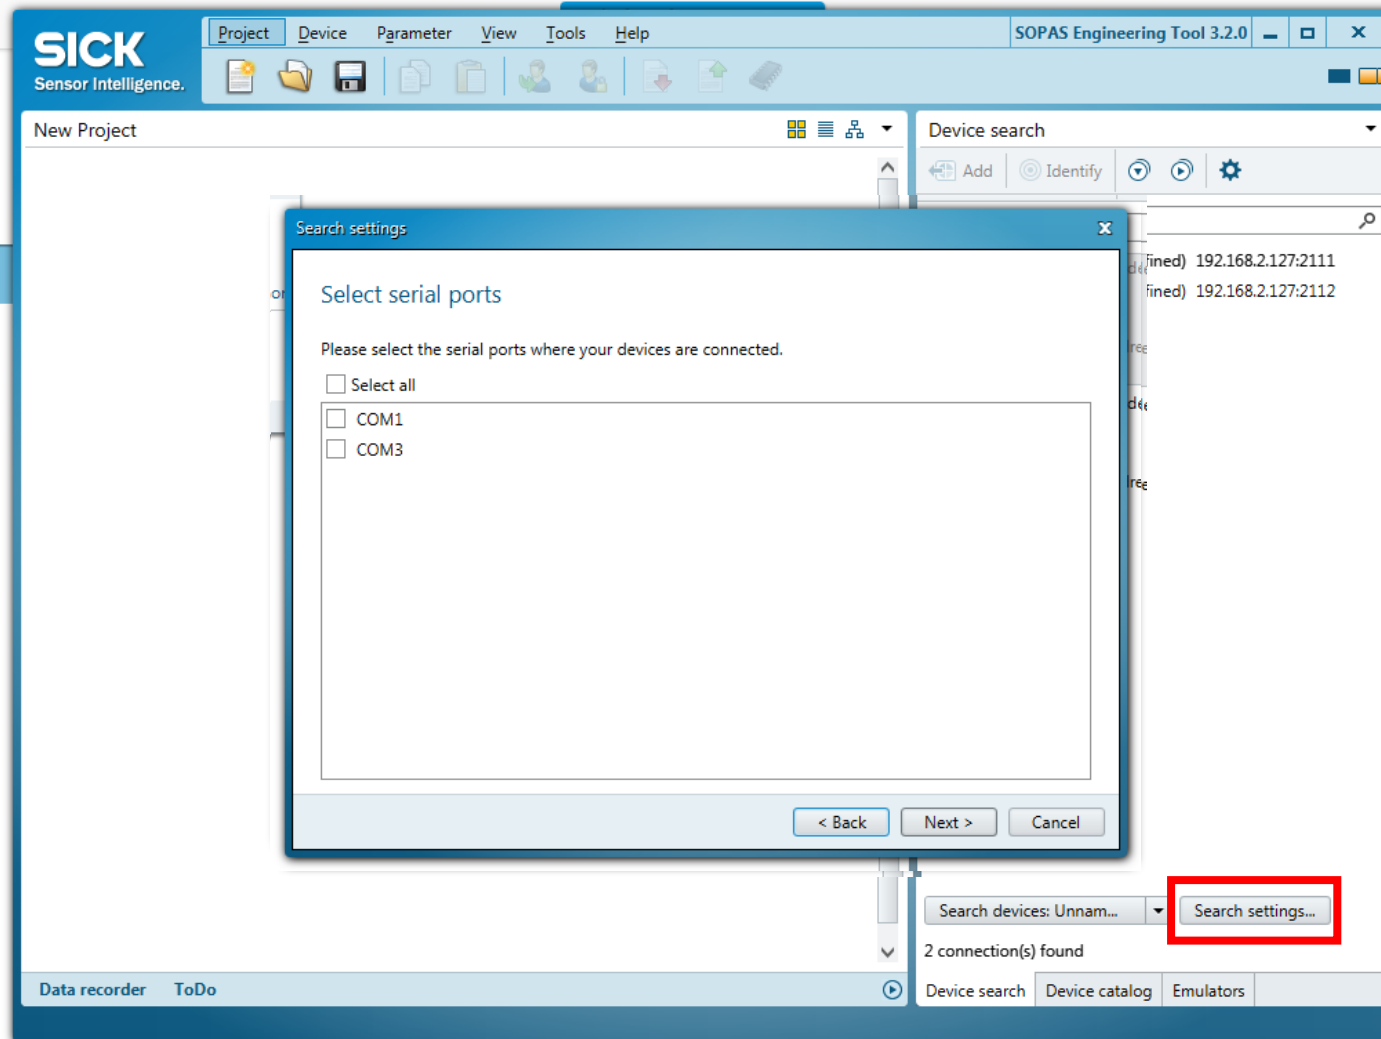 SICK
Sensor Intelligence.
Project Device Parameter View Tools Help
SOPAS Engineering Tool 3.2.0
New Project
Device search
Add Identify
Search settings
fined) 192.168.2.127:2111
fined) 192.168.2.127:2112
Select serial ports
Please select the serial ports where your devices are connected.
Select all
COM1
COM3
< Back Next > Cancel
Search devices: Unnam... Search settings...
2 connection(s) found
Data recorder ToDo
Device search Device catalog Emulators